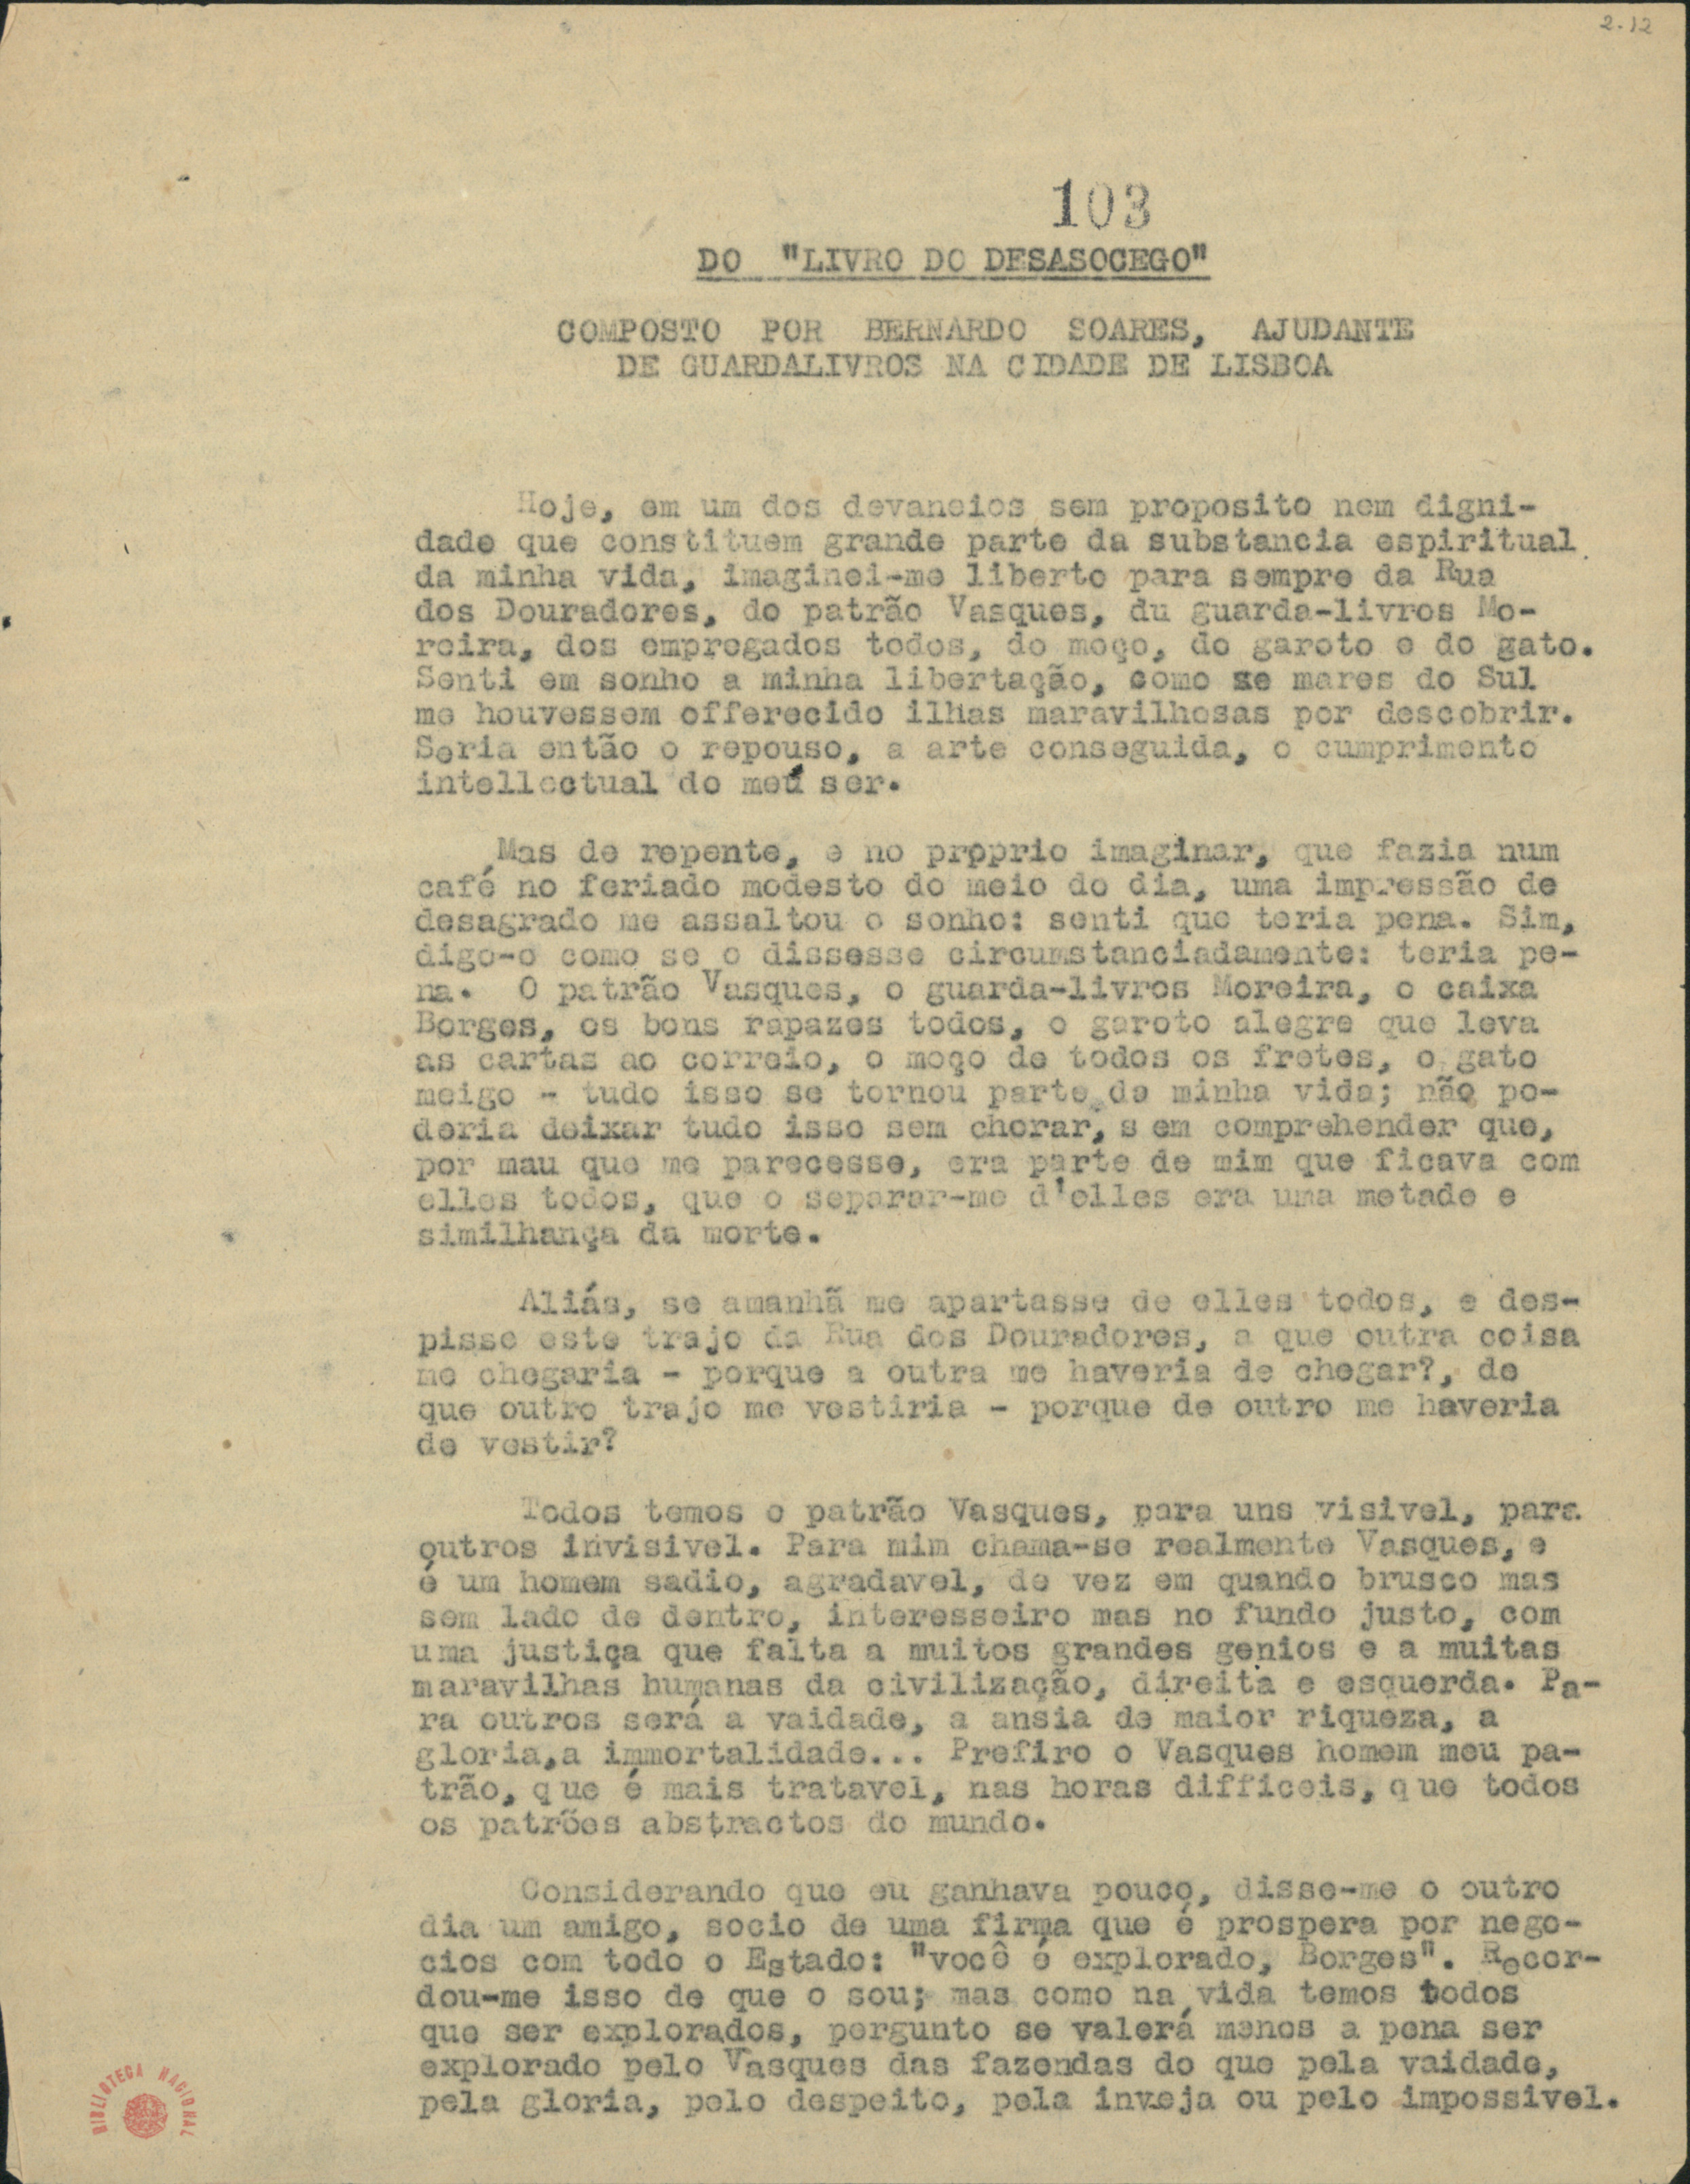 2-12
103
DO "LIVRO DO DESASOCEGO"
COMPOSTO POR BERNARDO SOARES, AJUDANTE
DE GUARDALIVROS NA CIDADE DE LISBOA
Hoje, em um dos devaneios sem proposito nem digni-
dade que constituem grande parte da substancia espiritual
da minha vida, imaginei-me liberto para sempre da Rua
dos Douradores, do patrão Vasques, du guarda-livros Mo-
reira, dos empregados todos, do moço, do garoto e do gato.
Senti em sonho a minha libertação, como se mares do Sul
me houvessem offerecido ilhas maravilhosas por descobrir.
Seria então o repouso, a arte conseguida, o cumprimento
intellectual do meu ser.
Mas de repente, e no proprio imaginar, que fazia num
café no feriado modesto do meio do dia, uma impressão de
desagrado me assaltou o sonho: senti que teria pena. Sim,
digo-o como se o dissesse circumstanciadamente: teria pe-
na. O patrão Vasques, o guarda-livros Moreira, o caixa
Borges, os bons rapazes todos, o garoto alegre que leva
as cartas ao correio, o moço de todos os fretes, o gato
meigo - tudo isso se tornou parte da minha vida; não po-
deria deixar tudo isso sem chorar, sem comprehender que,
por mau que me parecesse, era parte de mim que ficava com
elles todos, que o separar-me d'elles era uma metade e
similhança da morte.
Aliás, se amanhã me apartasse de elles todos, e des-
pisse este trajo da Rua dos Douradores, a que outra coisa
me chegaria - porque a outra me haveria de chegar?, de
que outro trajo me vestiria - porque de outro me haveria
de vestir?
Todos temos o patrão Vasques, para uns visivel, para
outros invisivel. Para mim chama-se realmente Vasques, e
é um homem sadio, agradavel, de vez em quando brusco mas
sem lado de dentro, interesseiro mas no fundo justo, com
uma justiça que falta a muitos grandes genios e a muitas
maravilhas humanas da civilização, direita e esquerda. Pa-
ra outros será a vaidade, a ansia de maior riqueza, a
gloria,a immortalidade... Prefiro o Vasques homem meu pa-
trão, que é mais tratavel, nas horas difficeis, que todos
os patrões abstractos do mundo.
Considerando que eu ganhava pouco, disse-me o outro
dia um amigo, socio de uma firma que é prospera por nego-
cios com todo o Estado: "você é explorado, Borges". Recor-
dou-me isso de que o sou; mas como na vida temos todos
que ser explorados, pergunto se valerá menos a pena ser
explorado pelo Vasques das fazendas do que pela vaidade,
pela gloria, pelo despeito, pela inveja ou pelo impossivel.
BIBLIOTECA NACIONAL